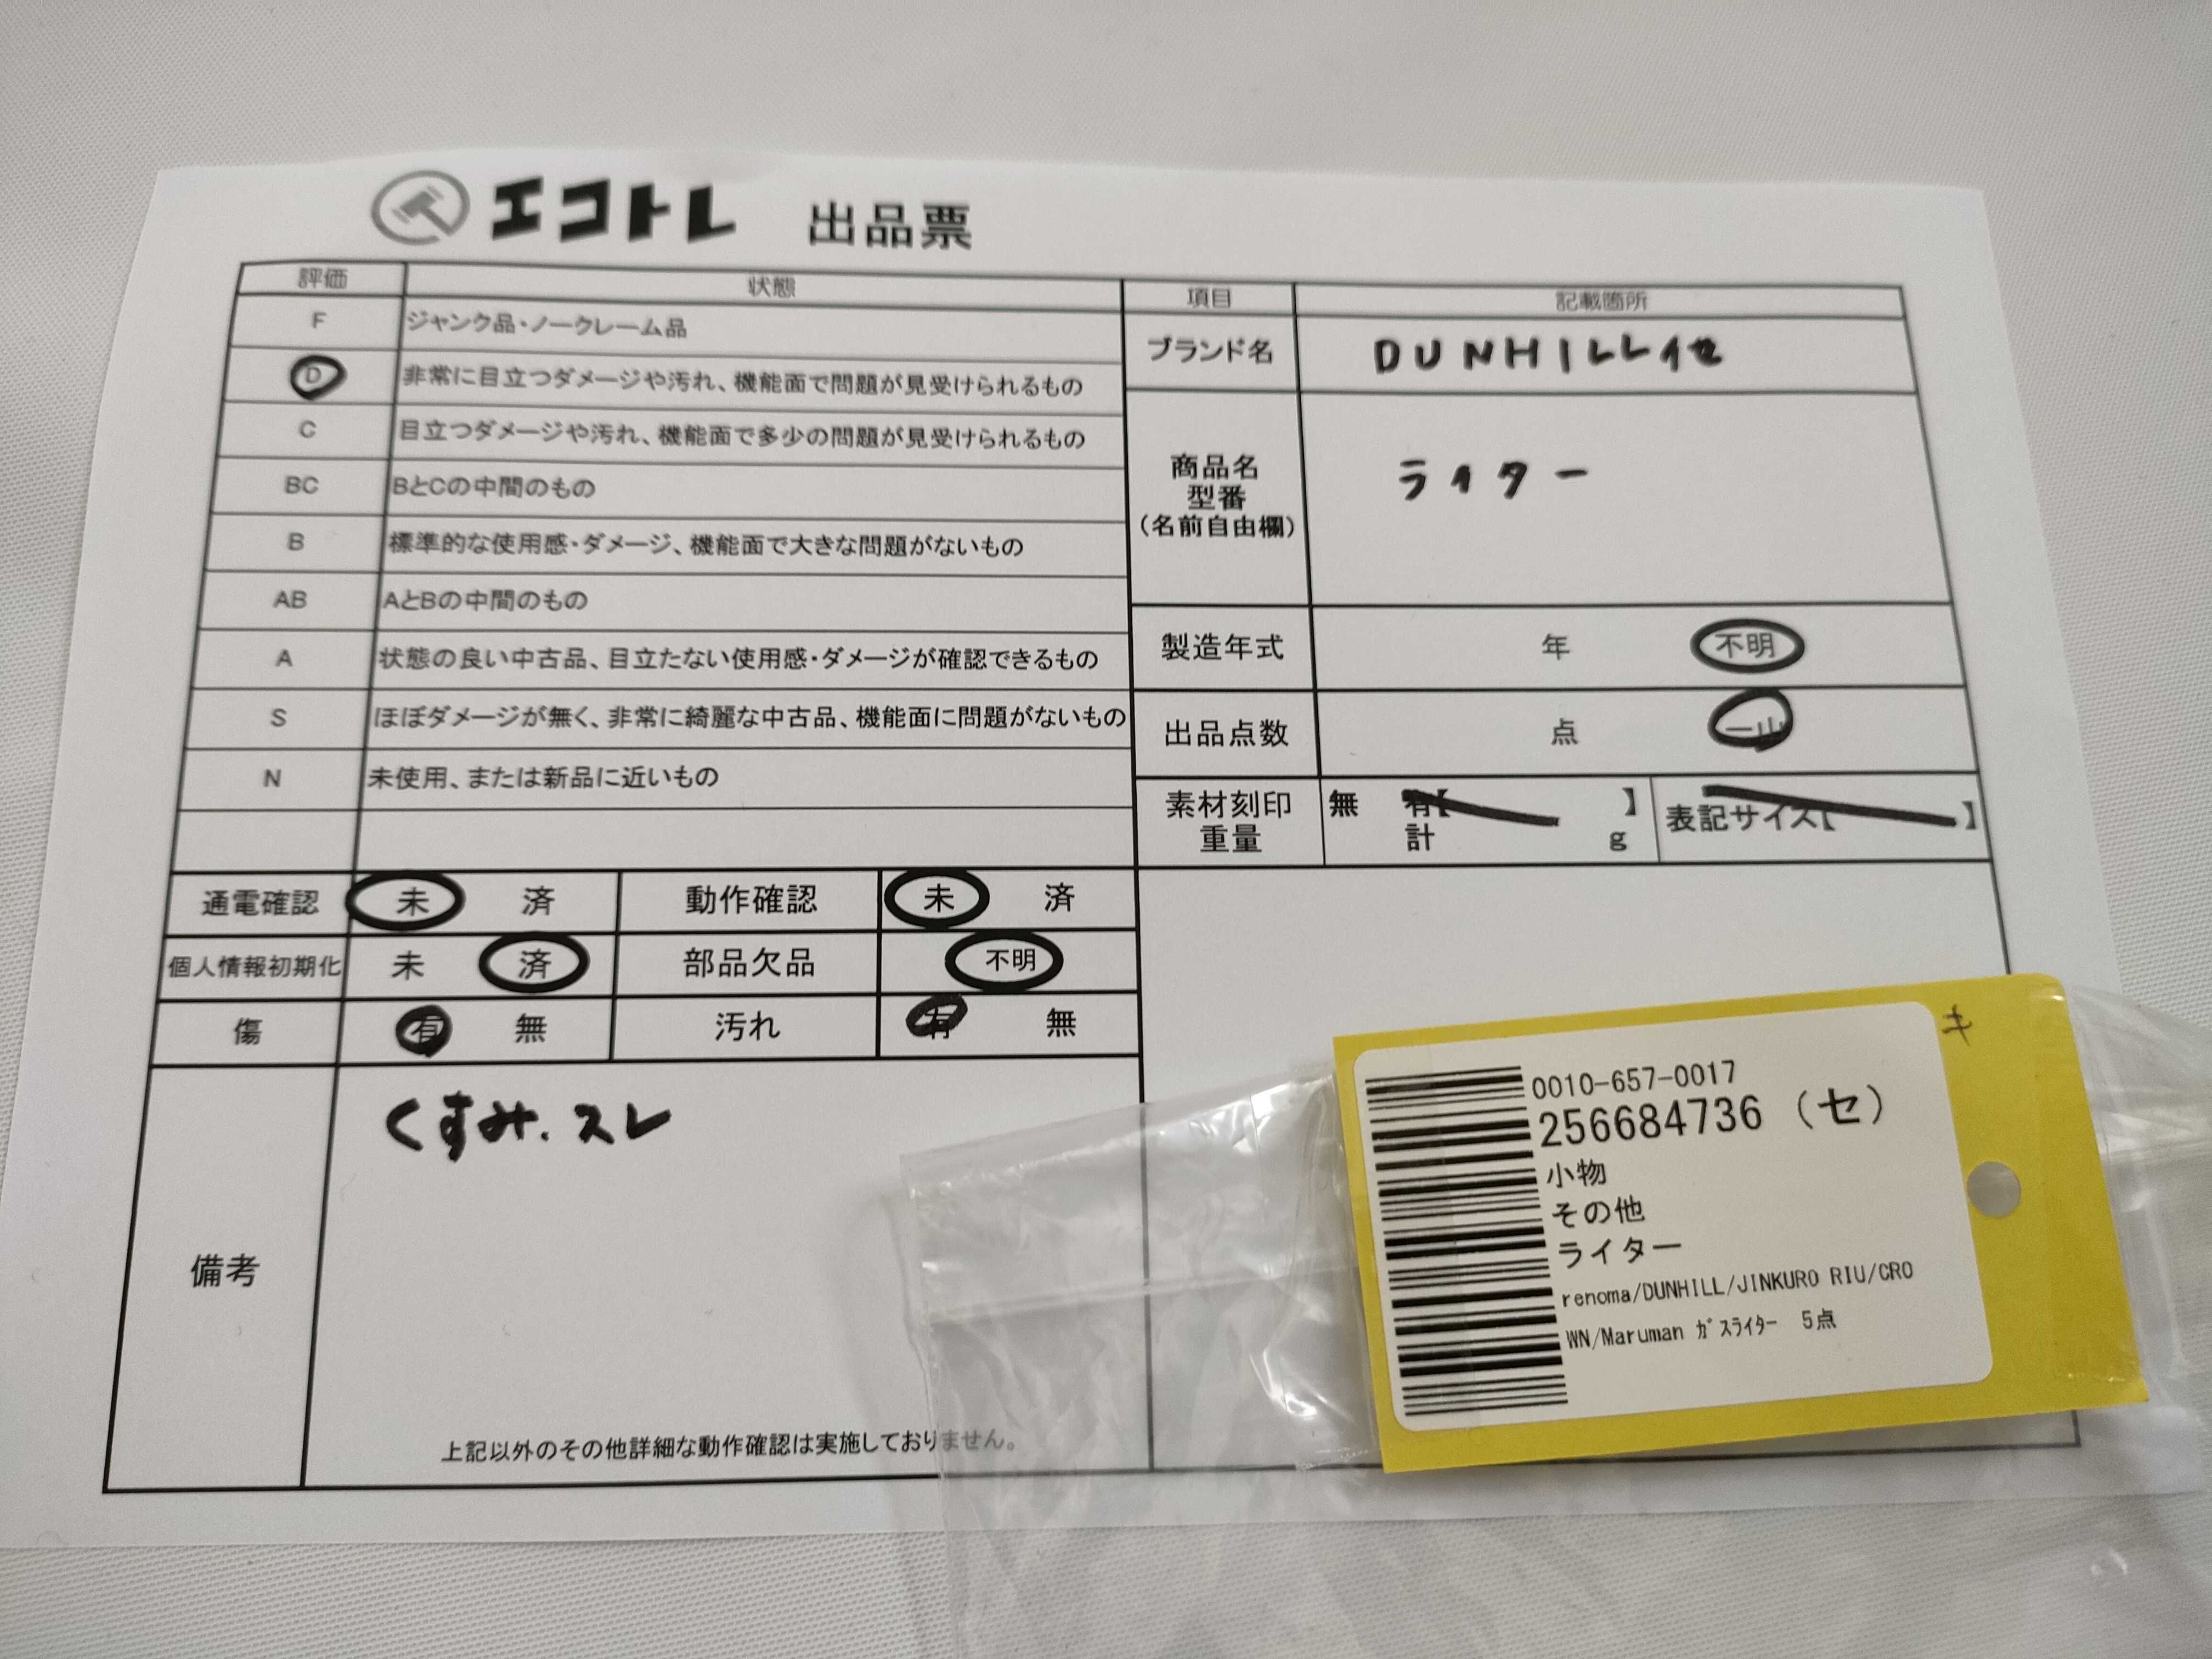 エコトレ 出品票
評価 状態
F ジャンク品・ノークレーム品
D 非常に目立つダメージや汚れ、機能面で問題が見受けられるもの
C 目立つダメージや汚れ、機能面で多少の問題が見受けられるもの
BC BとCの中間のもの
B 標準的な使用感・ダメージ、機能面で大きな問題がないもの
AB AとBの中間のもの
A 状態の良い中古品、目立たない使用感・ダメージが確認できるもの
S ほぼダメージが無く、非常に綺麗な中古品、機能面に問題がないもの
N 未使用、または新品に近いもの
項目 記載箇所
ブランド名 DUNHILL他
商品名
型番
(名前自由欄)
ライター
製造年式 年 不明
出品点数 点 一山
素材刻印 無 有【 】
重量 計 g
表記サイズ【 】
通電確認 未 済 動作確認 未 済
個人情報初期化 未 済 部品欠品 不明
傷 有 無 汚れ 有 無
備考
くすみ.スレ
上記以外のその他詳細な動作確認は実施しておりません。
キ
0010-657-0017
256684736 (セ)
小物
その他
ライター
renoma/DUNHILL/JINKURO RIU/CRO
WN/Maruman ｶﾞｽﾗｲﾀｰ 5点